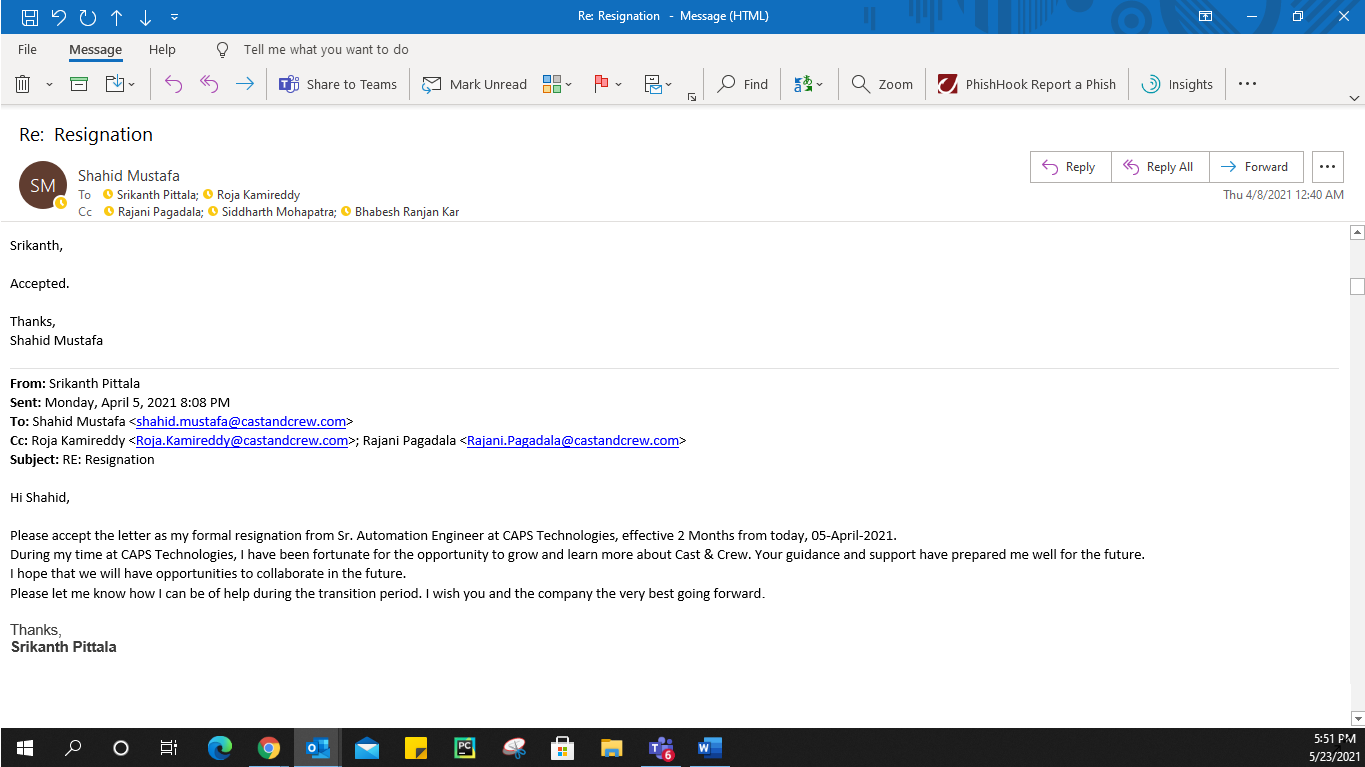 Re: Resignation - Message (HTML)
File Message Help Tell me what you want to do
Share to Teams Mark Unread Find Zoom PhishHook Report a Phish Insights
Re: Resignation
SM
Shahid Mustafa
To Srikanth Pittala; Roja Kamireddy
Cc Rajani Pagadala; Siddharth Mohapatra; Bhabesh Ranjan Kar
Reply Reply All Forward
Thu 4/8/2021 12:40 AM
Srikanth,
Accepted.
Thanks,
Shahid Mustafa
From: Srikanth Pittala
Sent: Monday, April 5, 2021 8:08 PM
To: Shahid Mustafa <shahid.mustafa@castandcrew.com>
Cc: Roja Kamireddy <Roja.Kamireddy@castandcrew.com>; Rajani Pagadala <Rajani.Pagadala@castandcrew.com>
Subject: RE: Resignation
Hi Shahid,
Please accept the letter as my formal resignation from Sr. Automation Engineer at CAPS Technologies, effective 2 Months from today, 05-April-2021.
During my time at CAPS Technologies, I have been fortunate for the opportunity to grow and learn more about Cast & Crew. Your guidance and support have prepared me well for the future.
I hope that we will have opportunities to collaborate in the future.
Please let me know how I can be of help during the transition period. I wish you and the company the very best going forward.
Thanks,
Srikanth Pittala
PC
6
5:51 PM
5/23/2021